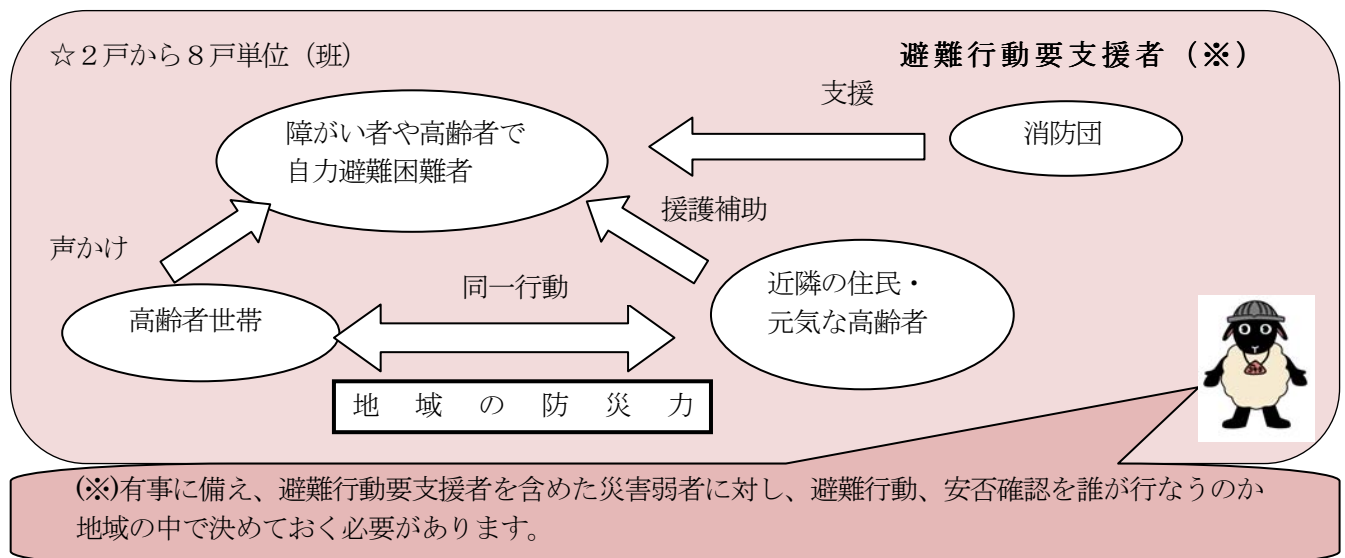 ☆2戸から8戸単位（班）
避難行動要支援者（※）
支援
障がい者や高齢者で
自力避難困難者
消防団
援護補助
声かけ
同一行動
近隣の住民・
元気な高齢者
高齢者世帯
地域の防災力
(※)有事に備え、避難行動要支援者を含めた災害弱者に対し、避難行動、安否確認を誰が行なうのか
地域の中で決めておく必要があります。